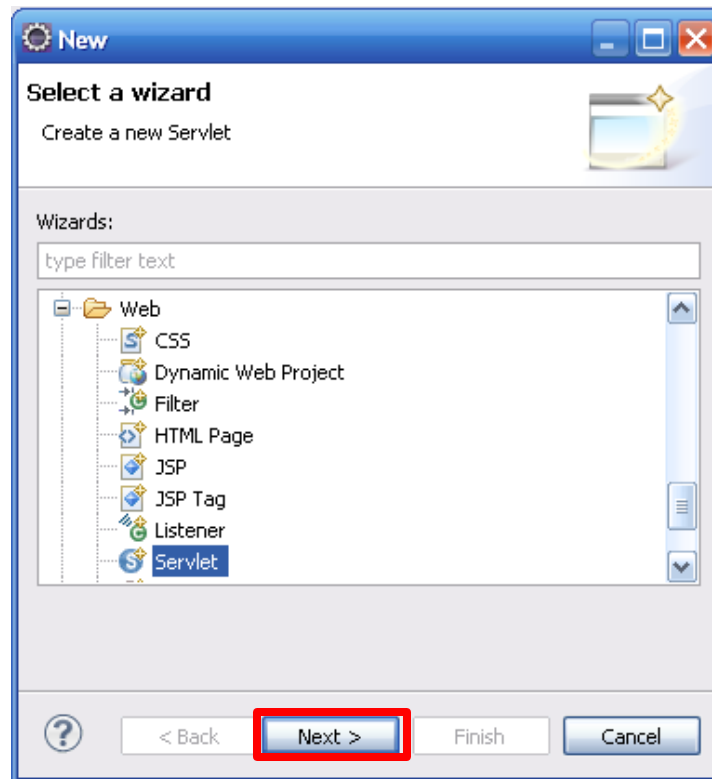 New
Select a wizard
Create a new Servlet
Wizards:
type filter text
Web
CSS
Dynamic Web Project
Filter
HTML Page
JSP
JSP Tag
Listener
Servlet
? < Back Next > Finish Cancel